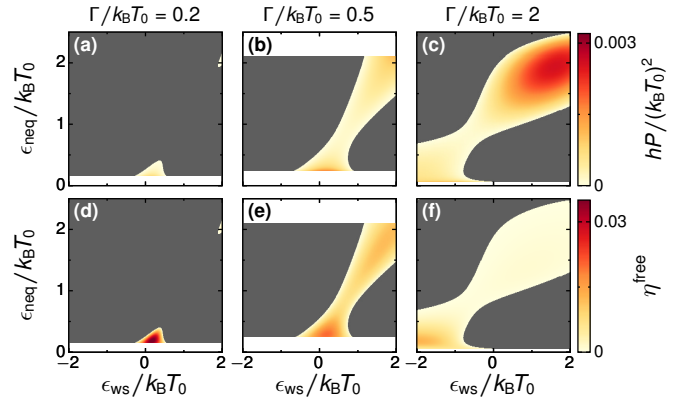 Γ/k_BT_0 = 0.2 Γ/k_BT_0 = 0.5 Γ/k_BT_0 = 2
(a) (b) (c)
ϵ_neq/k_BT_0
2
1
0
0.003
0
hP/(k_BT_0)^2
(d) (e) (f)
ϵ_neq/k_BT_0
2
1
0
0.03
0
η^free
−2 0 2 −2 0 2 −2 0 2
ϵ_ws/k_BT_0 ϵ_ws/k_BT_0 ϵ_ws/k_BT_0